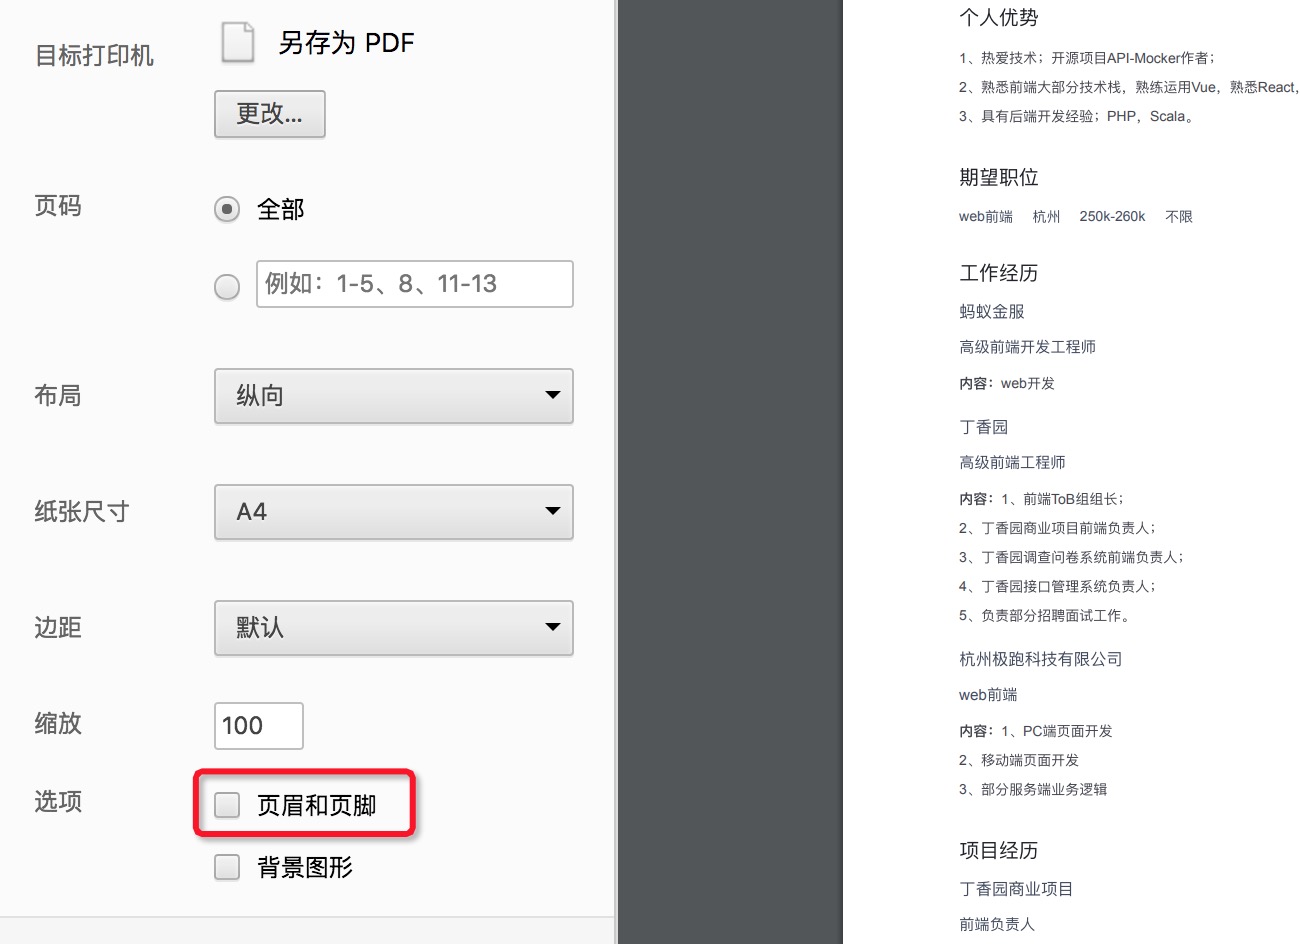 目标打印机
另存为 PDF
更改...
页码
全部
例如：1-5、8、11-13
布局
纵向
纸张尺寸
A4
边距
默认
缩放
100
选项
页眉和页脚
背景图形
个人优势
1、热爱技术；开源项目API-Mocker作者；
2、熟悉前端大部分技术栈，熟练运用Vue，熟悉React，
3、具有后端开发经验；PHP，Scala。
期望职位
web前端 杭州 250k-260k 不限
工作经历
蚂蚁金服
高级前端开发工程师
内容：web开发
丁香园
高级前端工程师
内容：1、前端ToB组组长；
2、丁香园商业项目前端负责人；
3、丁香园调查问卷系统前端负责人；
4、丁香园接口管理系统负责人；
5、负责部分招聘面试工作。
杭州极跑科技有限公司
web前端
内容：1、PC端页面开发
2、移动端页面开发
3、部分服务端业务逻辑
项目经历
丁香园商业项目
前端负责人